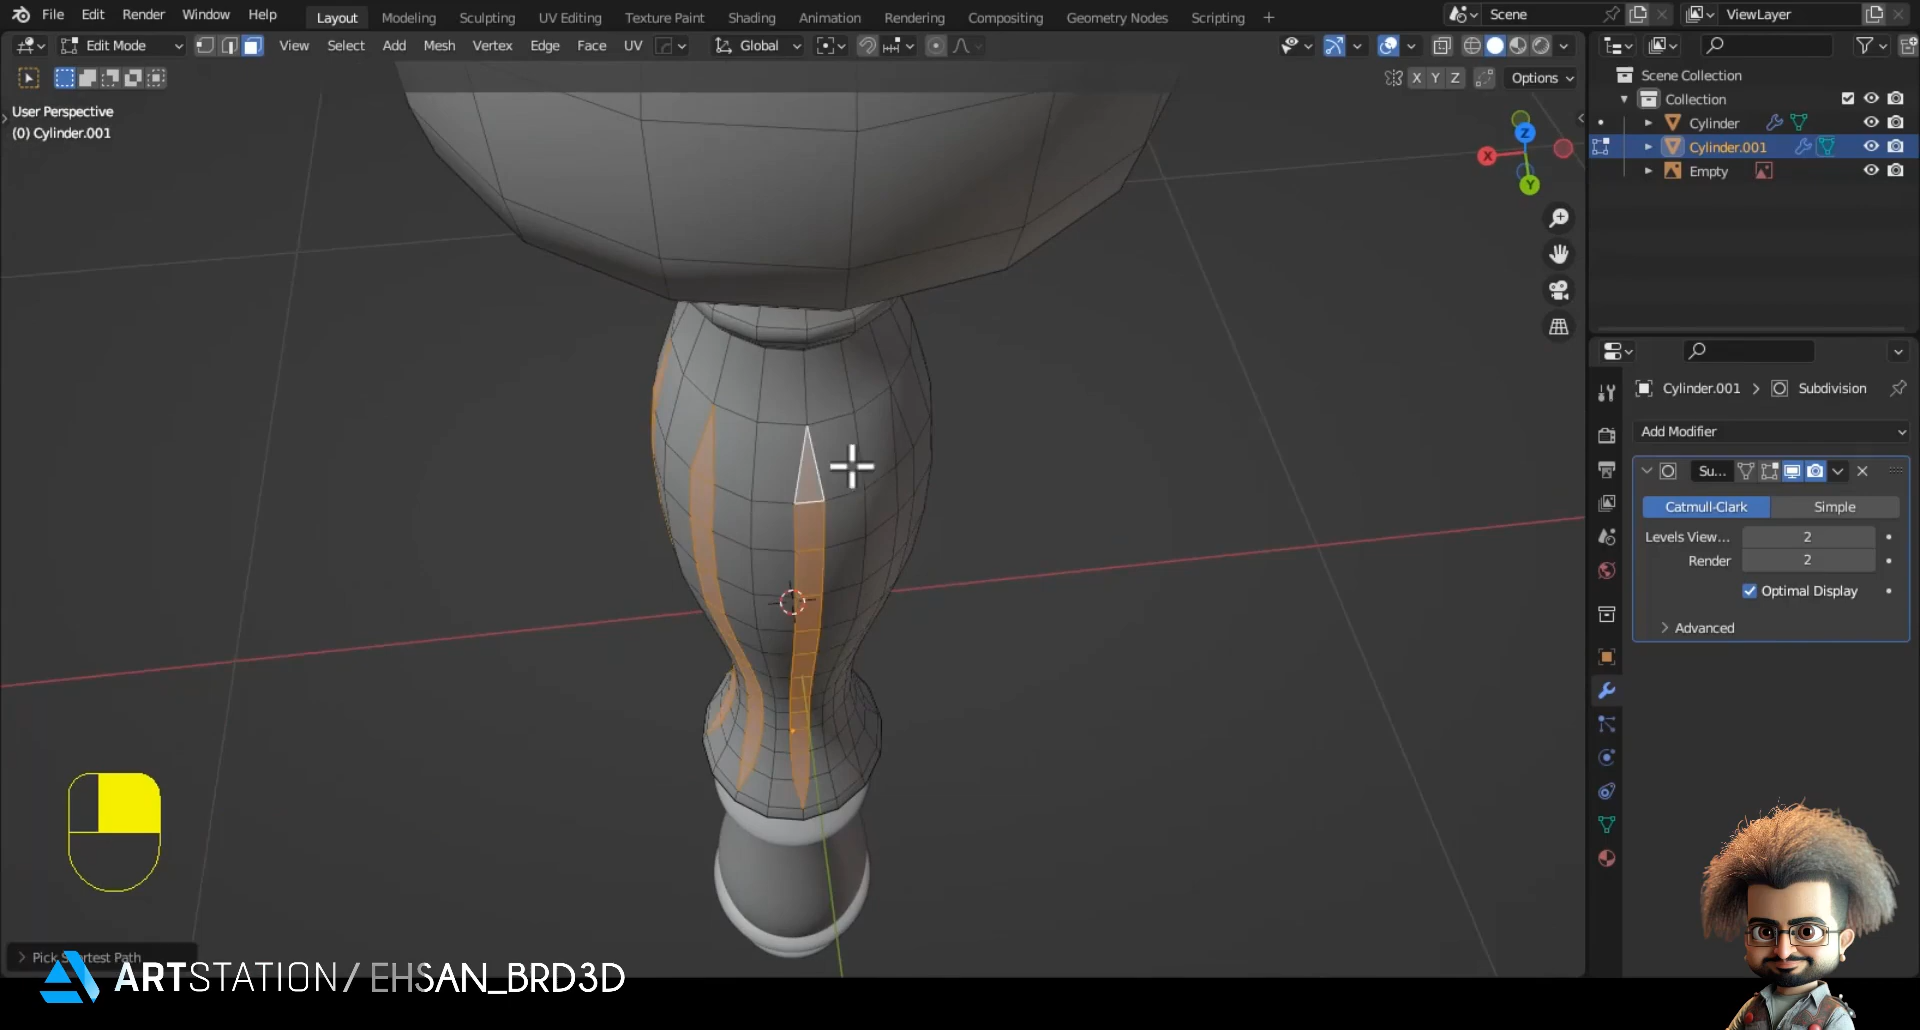 File Edit Render Window Help Layout Modeling Sculpting UV Editing Texture Paint Shading Animation Rendering Compositing Geometry Nodes Scripting + Scene ViewLayer
Edit Mode View Select Add Mesh Vertex Edge Face UV Global
X Y Z Options
User Perspective
(0) Cylinder.001
Z
X
Y
Scene Collection
Collection
Cylinder
Cylinder.001
Empty
Cylinder.001 > Subdivision
Add Modifier
Su...
Catmull-Clark Simple
Levels View... 2
Render 2
Optimal Display
Advanced
Pick Shortest Path
ARTSTATION/EHSAN_BRD3D